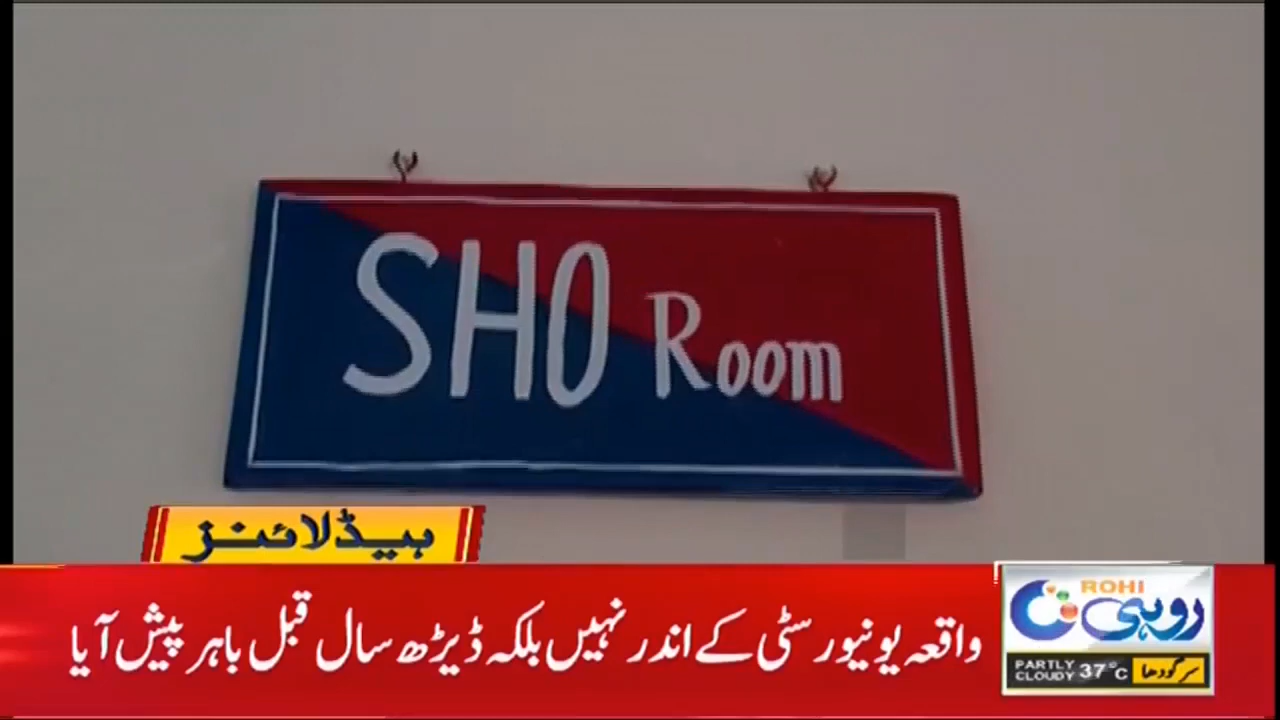 SHO Room
ہیڈلائنز
واقعہ یونیورسٹی کے اندر نہیں بلکہ ڈیڑھ سال قبل باہر پیش آیا
ROHI
روہی
PARTLY CLOUDY 37°C
سرگودھا